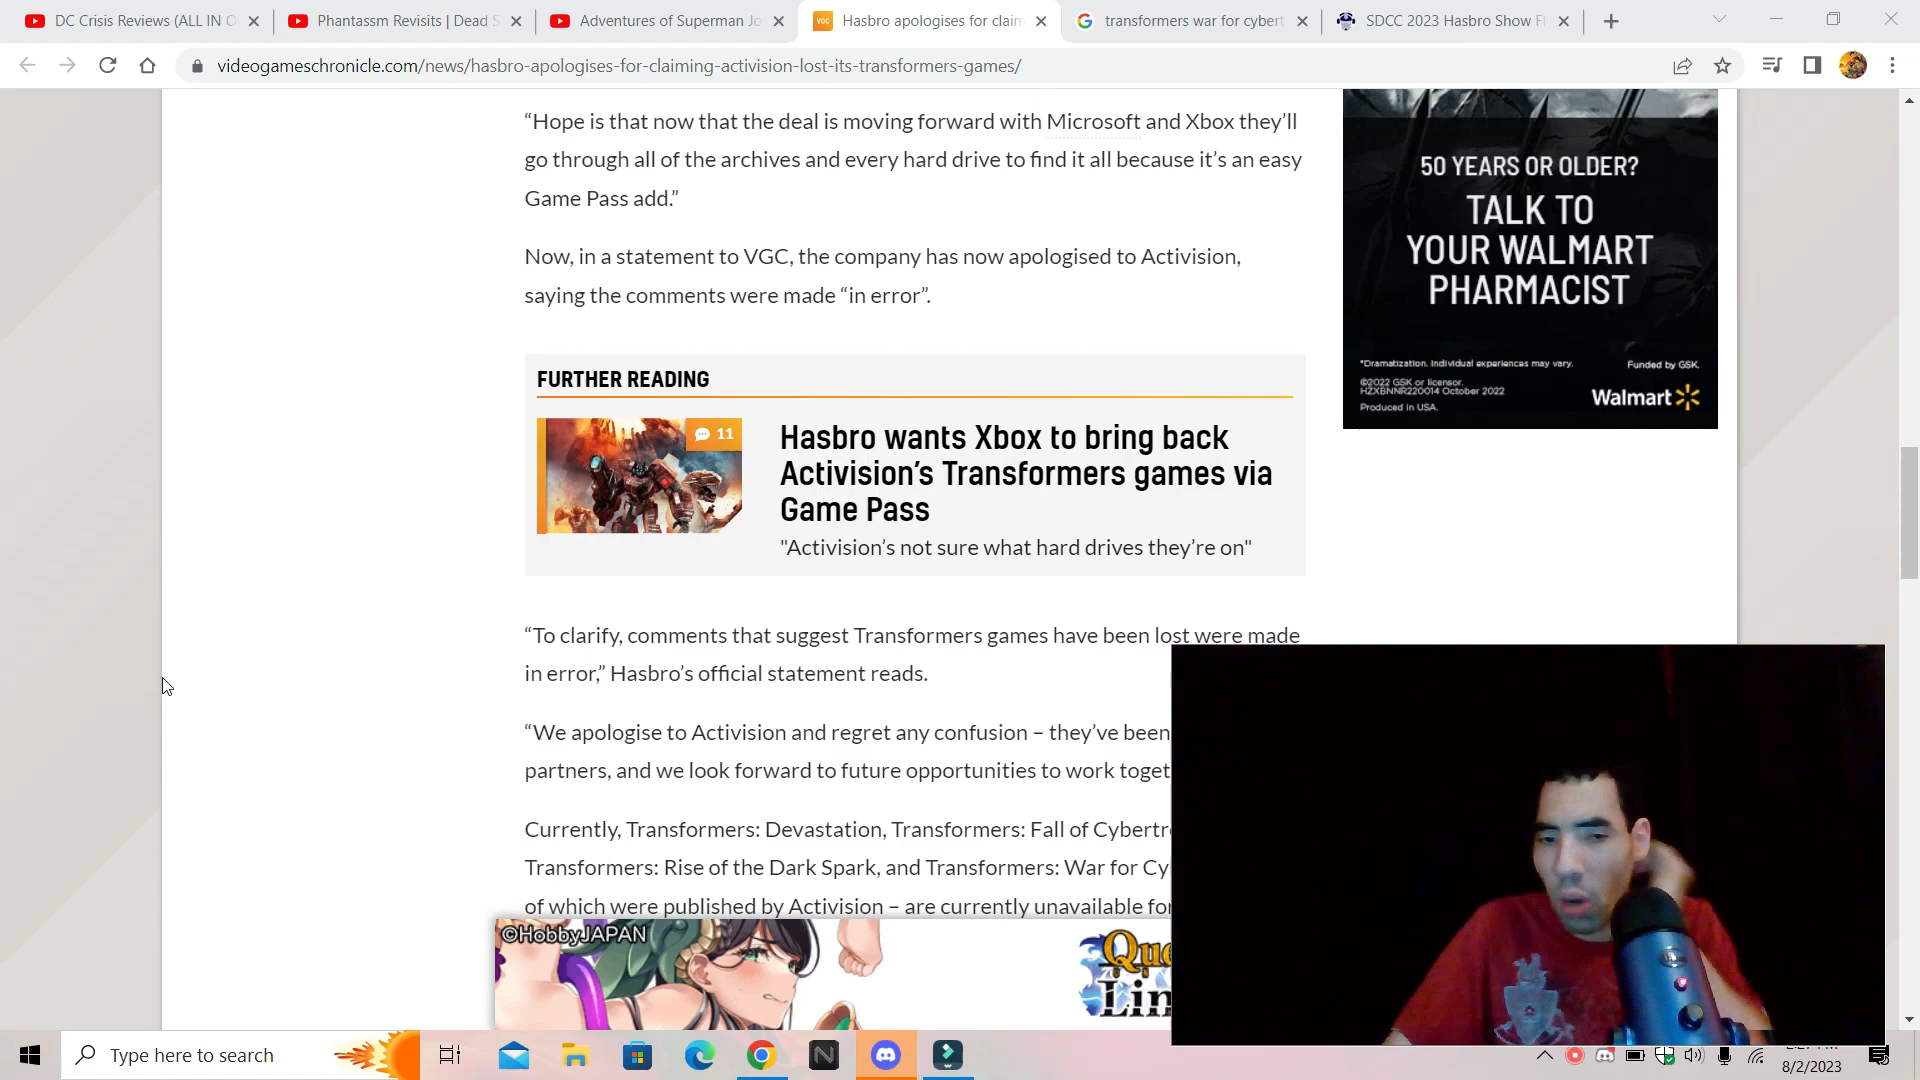 DC Crisis Reviews (ALL IN O
Phantassm Revisits | Dead S
Adventures of Superman Jo
VGC
Hasbro apologises for claim
transformers war for cybert
SDCC 2023 Hasbro Show Fl
videogameschronicle.com/news/hasbro-apologises-for-claiming-activision-lost-its-transformers-games/
“Hope is that now that the deal is moving forward with Microsoft and Xbox they’ll
go through all of the archives and every hard drive to find it all because it’s an easy
Game Pass add.”
Now, in a statement to VGC, the company has now apologised to Activision,
saying the comments were made “in error”.
FURTHER READING
11
Hasbro wants Xbox to bring back
Activision’s Transformers games via
Game Pass
"Activision’s not sure what hard drives they’re on"
“To clarify, comments that suggest Transformers games have been lost were made
in error,” Hasbro’s official statement reads.
“We apologise to Activision and regret any confusion – they’ve been
partners, and we look forward to future opportunities to work toget
Currently, Transformers: Devastation, Transformers: Fall of Cybertr
Transformers: Rise of the Dark Spark, and Transformers: War for Cy
of which were published by Activision – are currently unavailable for
50 YEARS OR OLDER?
TALK TO
YOUR WALMART
PHARMACIST
*Dramatization. Individual experiences may vary.
Funded by GSK.
©2022 GSK or licensor.
HZXBNNR220014 October 2022
Produced in USA.
Walmart
©HobbyJAPAN
Que
Lin
Type here to search
8/2/2023